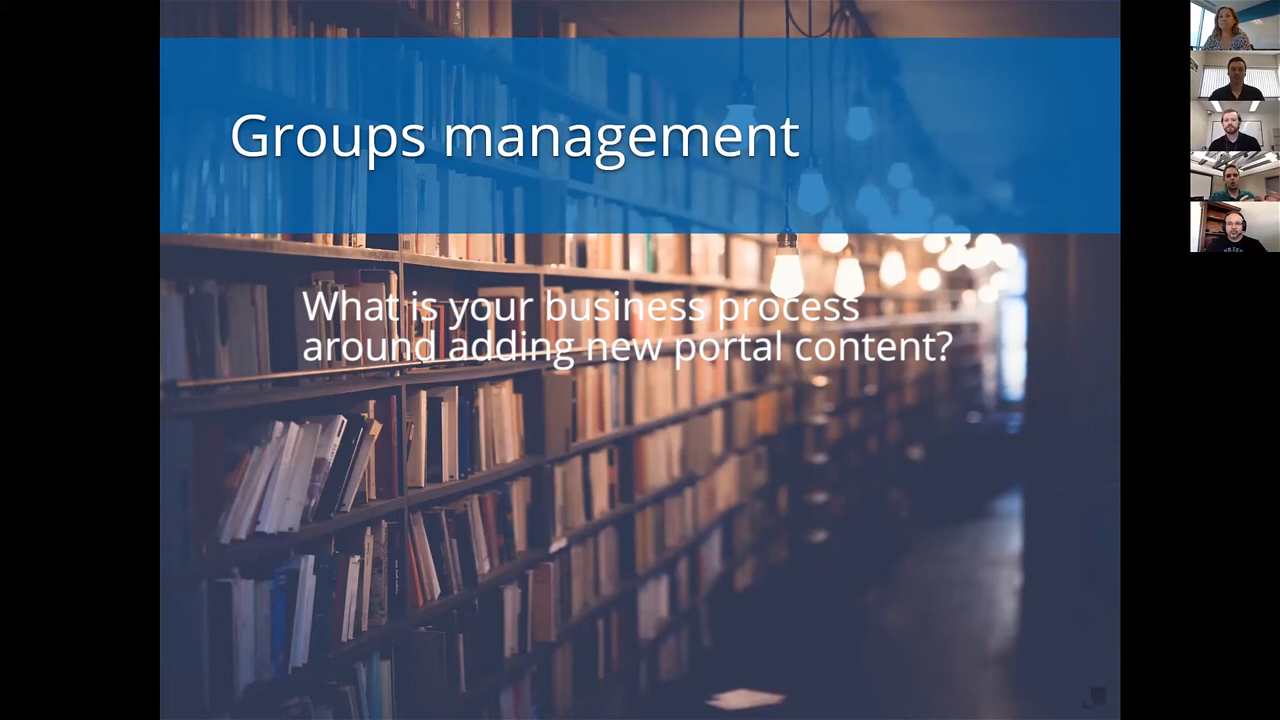 Groups management
What is your business process
around adding new portal content?